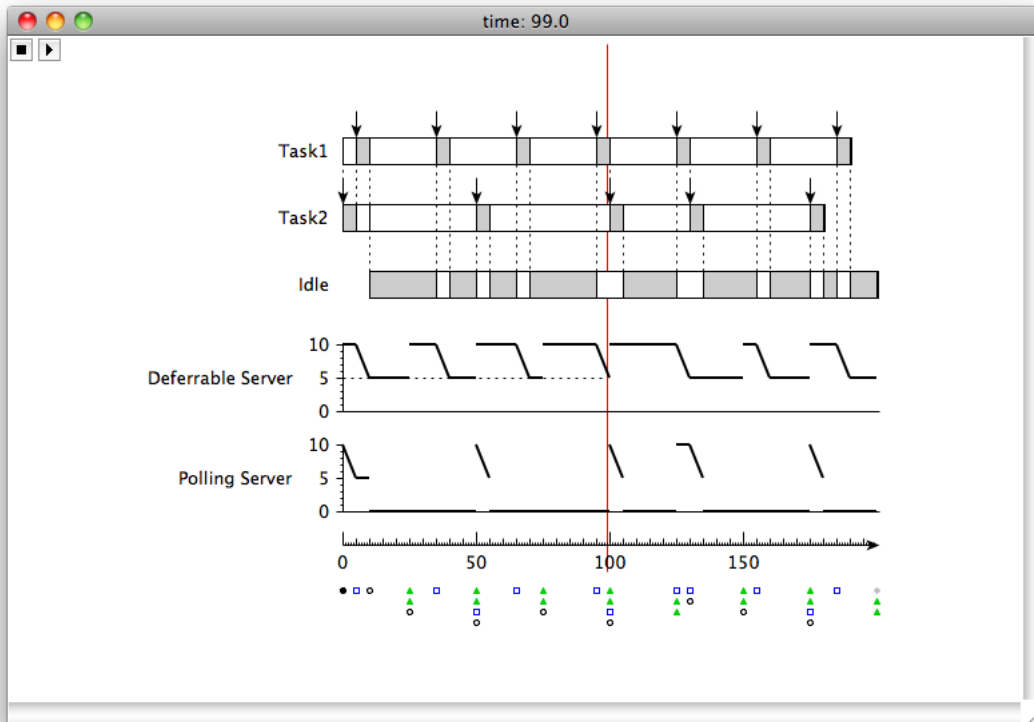 time: 99.0
Task1
Task2
Idle
10
Deferrable Server 5
0
10
Polling Server 5
0
0 50 100 150